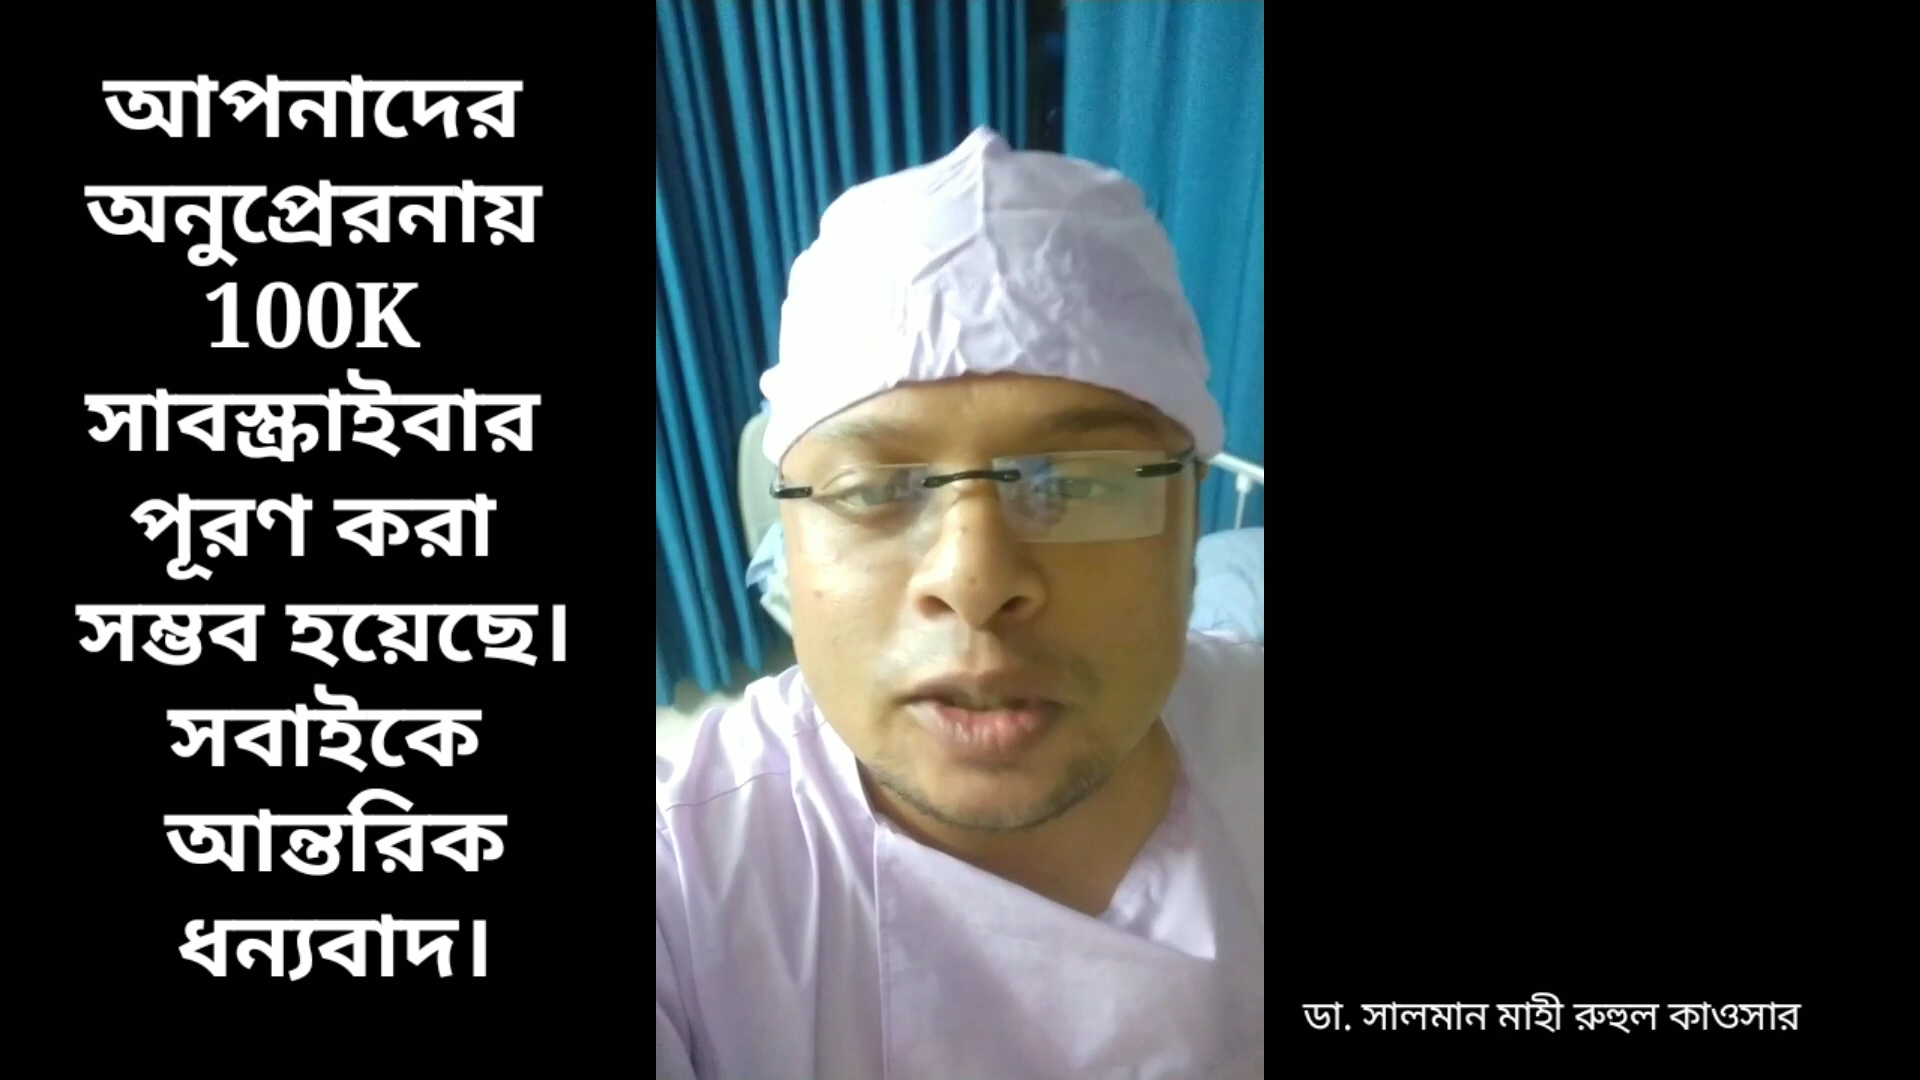 আপনাদের
অনুপ্রেরনায়
100K
সাবস্ক্রাইবার
পূরণ করা
সম্ভব হয়েছে।
সবাইকে
আন্তরিক
ধন্যবাদ।
ডা. সালমান মাহী রুহুল কাওসার